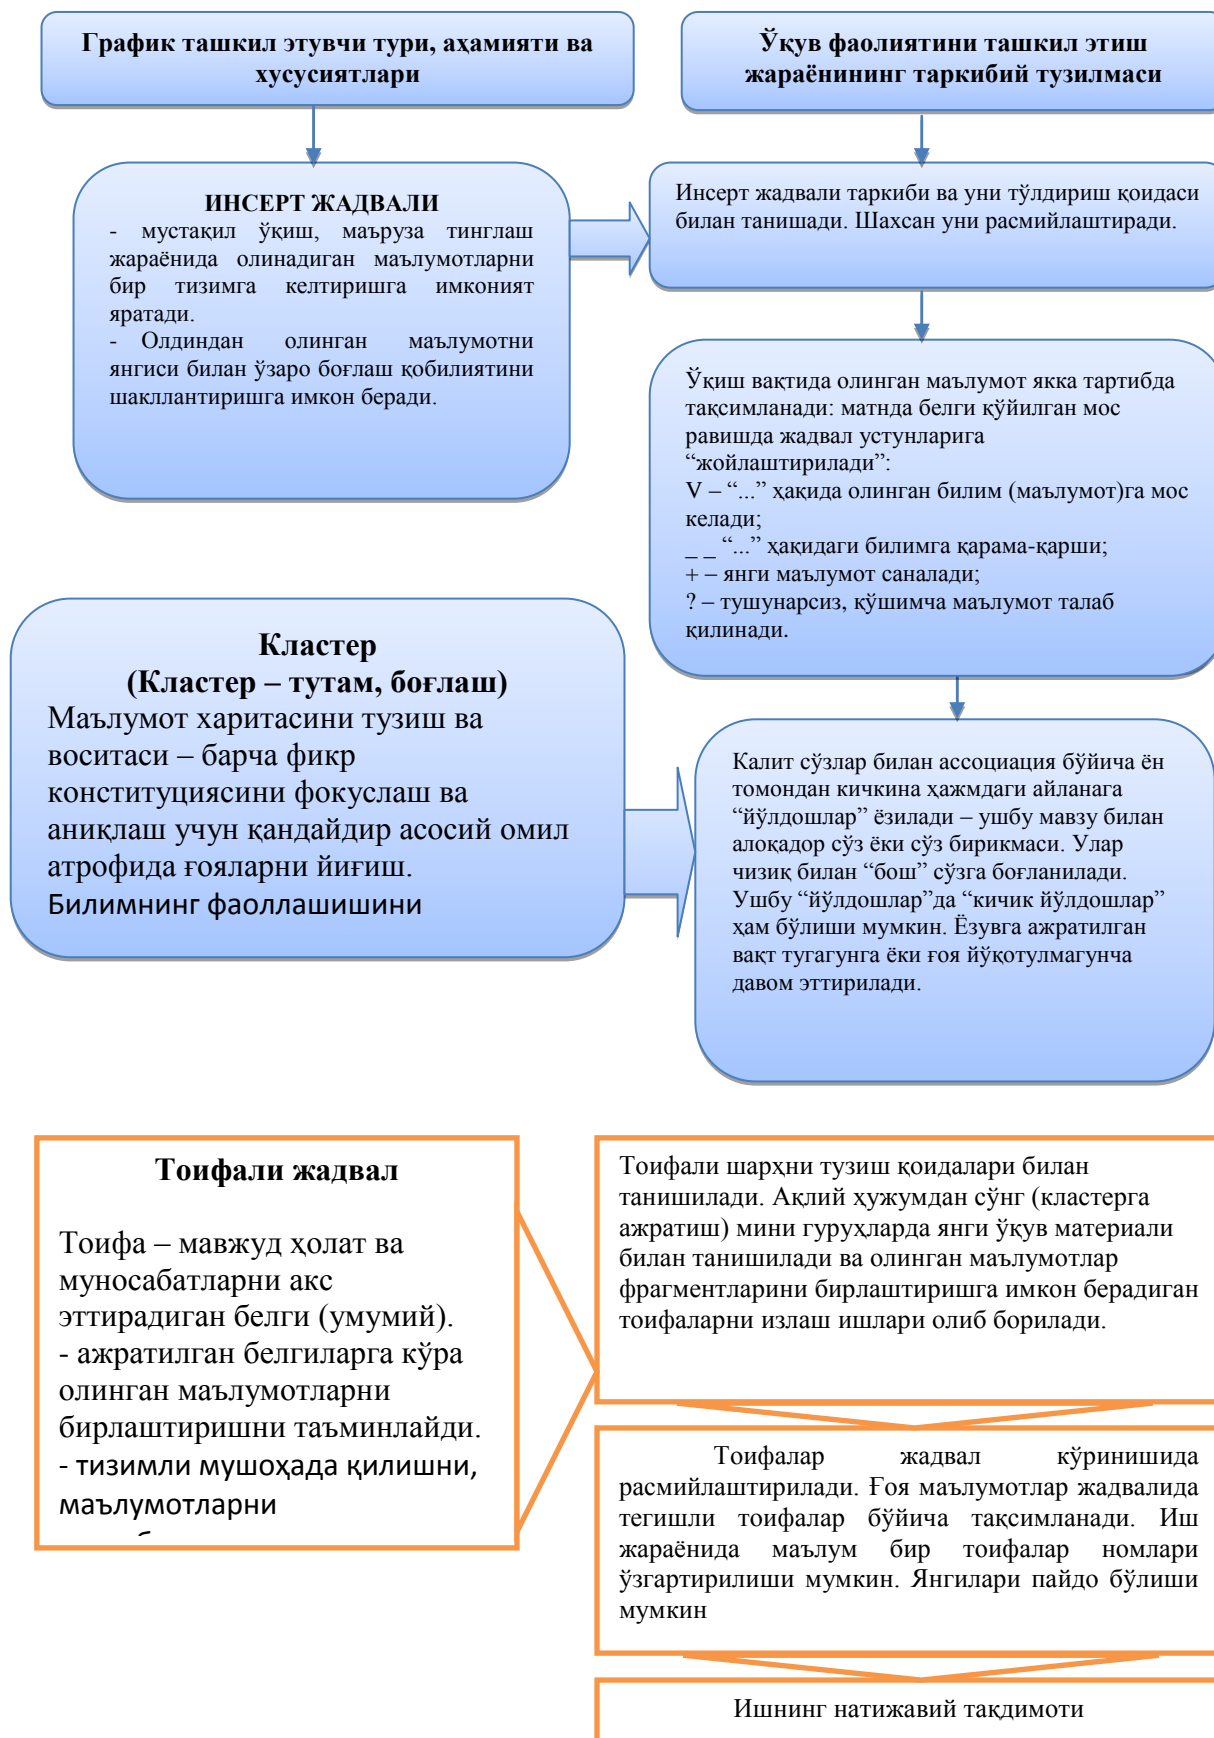 График ташкил этувчи тури, аҳамияти ва
хусусиятлари
Ўқув фаолиятини ташкил этиш
жараёнининг таркибий тузилмаси
ИНСЕРТ ЖАДВАЛИ
- мустақил ўқиш, маъруза тинглаш
жараёнида олинадиган маълумотларни
бир тизимга келтиришга имконият
яратади.
- Олдиндан олинган маълумотни
янгиси билан ўзаро боғлаш қобилиятини
шакллантиришга имкон беради.
Инсерт жадвали таркиби ва уни тўлдириш қоидаси
билан танишади. Шахсан уни расмийлаштиради.
Ўқиш вақтида олинган маълумот якка тартибда
тақсимланади: матнда белги қўйилган мос
равишда жадвал устунларига
“жойлаштирилади”:
V – “...” ҳақида олинган билим (маълумот)га мос
келади;
_ _ “...” ҳақидаги билимга қарама-қарши;
+ – янги маълумот саналади;
? – тушунарсиз, қўшимча маълумот талаб
қилинади.
Кластер
(Кластер – тутам, боғлаш)
Маълумот харитасини тузиш ва
воситаси – барча фикр
конституциясини фокуслаш ва
аниқлаш учун қандайдир асосий омил
атрофида ғояларни йиғиш.
Билимнинг фаоллашишини
Калит сўзлар билан ассоциация бўйича ён
томондан кичкина ҳажмдаги айланага
“йўлдошлар” ёзилади – ушбу мавзу билан
алоқадор сўз ёки сўз бирикмаси. Улар
чизиқ билан “бош” сўзга боғланилади.
Ушбу “йўлдошлар”да “кичик йўлдошлар”
ҳам бўлиши мумкин. Ёзувга ажратилган
вақт тугагунга ёки ғоя йўқотулмагунча
давом эттирилади.
Тоифали жадвал
Тоифа – мавжуд ҳолат ва
муносабатларни акс
эттирадиган белги (умумий).
- ажратилган белгиларга кўра
олинган маълумотларни
бирлаштиришни таъминлайди.
- тизимли мушоҳада қилишни,
маълумотларни
Тоифали шарҳни тузиш қоидалари билан
танишилади. Ақлий ҳужумдан сўнг (кластерга
ажратиш) мини гуруҳларда янги ўқув материали
билан танишилади ва олинган маълумотлар
фрагментларини бирлаштиришга имкон берадиган
тоифаларни излаш ишлари олиб борилади.
Тоифалар жадвал кўринишида
расмийлаштирилади. Ғоя маълумотлар жадвалида
тегишли тоифалар бўйича тақсимланади. Иш
жараёнида маълум бир тоифалар номлари
ўзгартирилиши мумкин. Янгилари пайдо бўлиши
мумкин
Ишнинг натижавий тақдимоти